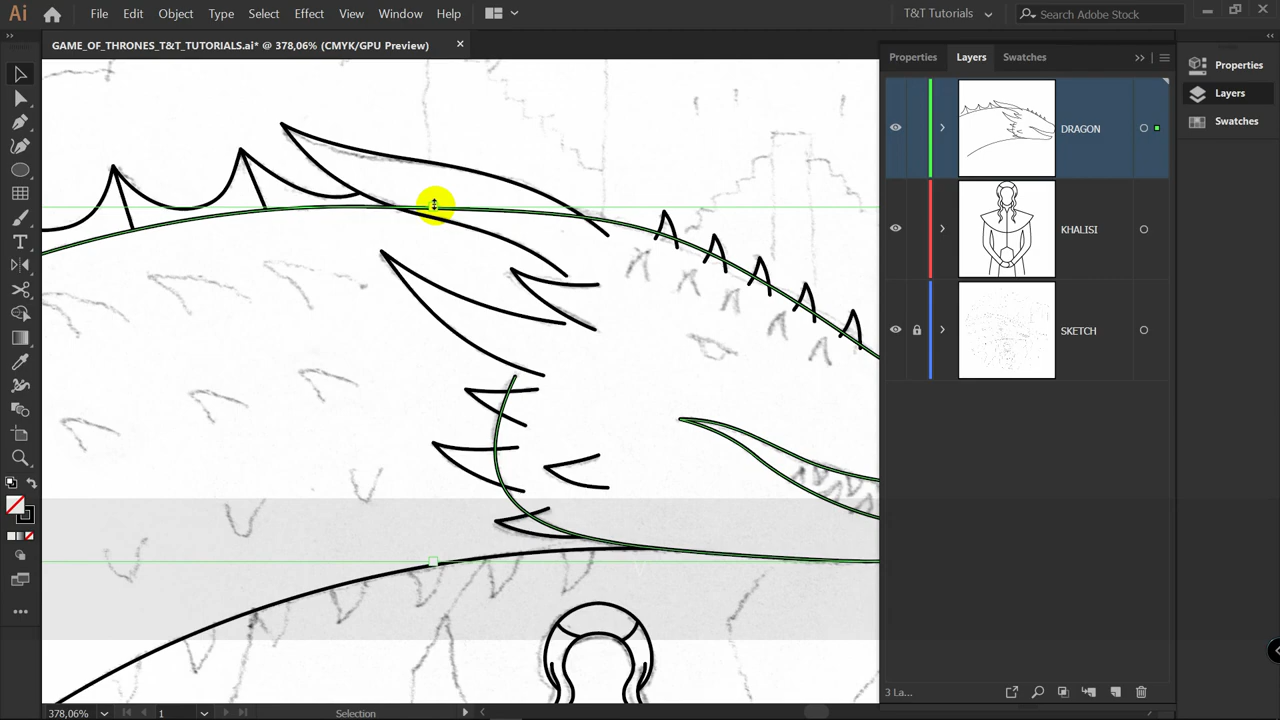 Ai File Edit Object Type Select Effect View Window Help T&T Tutorials Search Adobe Stock
GAME_OF_THRONES_T&T_TUTORIALS.ai* @ 378,06% (CMYK/GPU Preview)
Properties Layers Swatches
Properties
Layers
Swatches
DRAGON
KHALISI
SKETCH
3 La...
378,06% 1 Selection